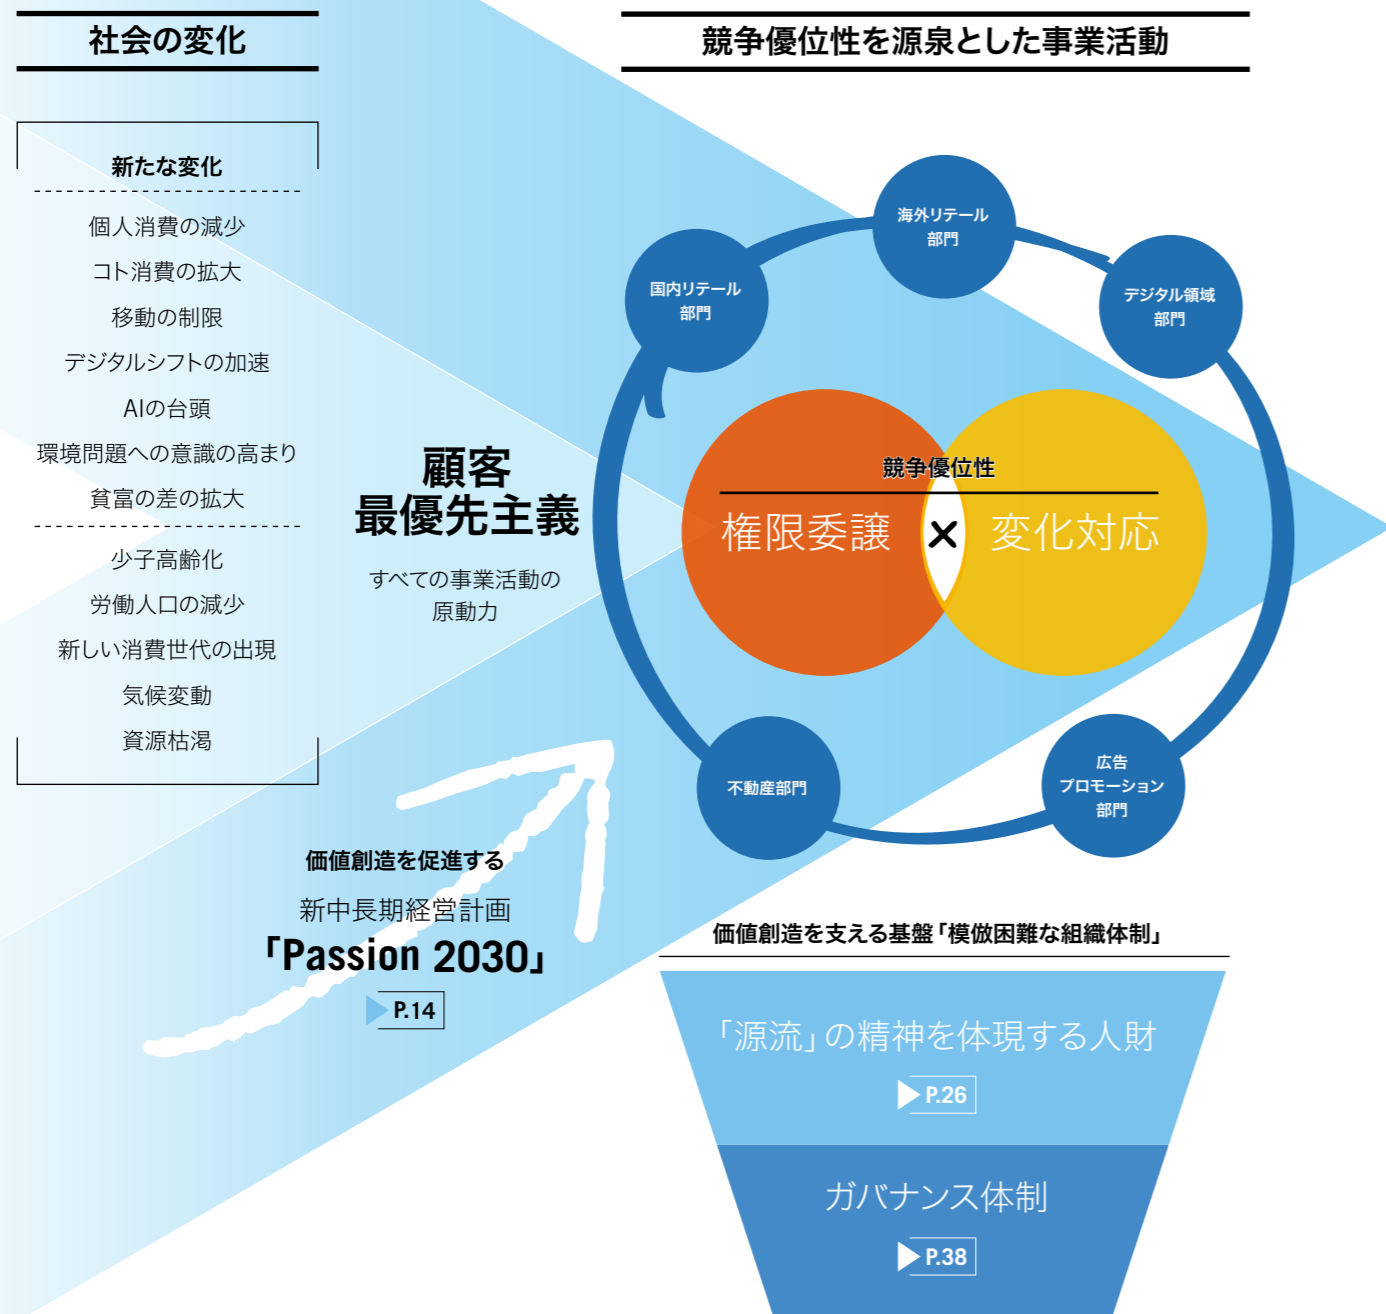 社会の変化
新たな変化
個人消費の減少
コト消費の拡大
移動の制限
デジタルシフトの加速
AIの台頭
環境問題への意識の高まり
貧富の差の拡大
少子高齢化
労働人口の減少
新しい消費世代の出現
気候変動
資源枯渇
顧客
最優先主義
すべての事業活動の
原動力
価値創造を促進する
新中長期経営計画
「Passion 2030」
P.14
競争優位性を源泉とした事業活動
海外リテール
部門
国内リテール
部門
デジタル領域
部門
競争優位性
権限委譲 × 変化対応
不動産部門
広告
プロモーション
部門
価値創造を支える基盤「模倣困難な組織体制」
「源流」の精神を体現する人財
P.26
ガバナンス体制
P.38